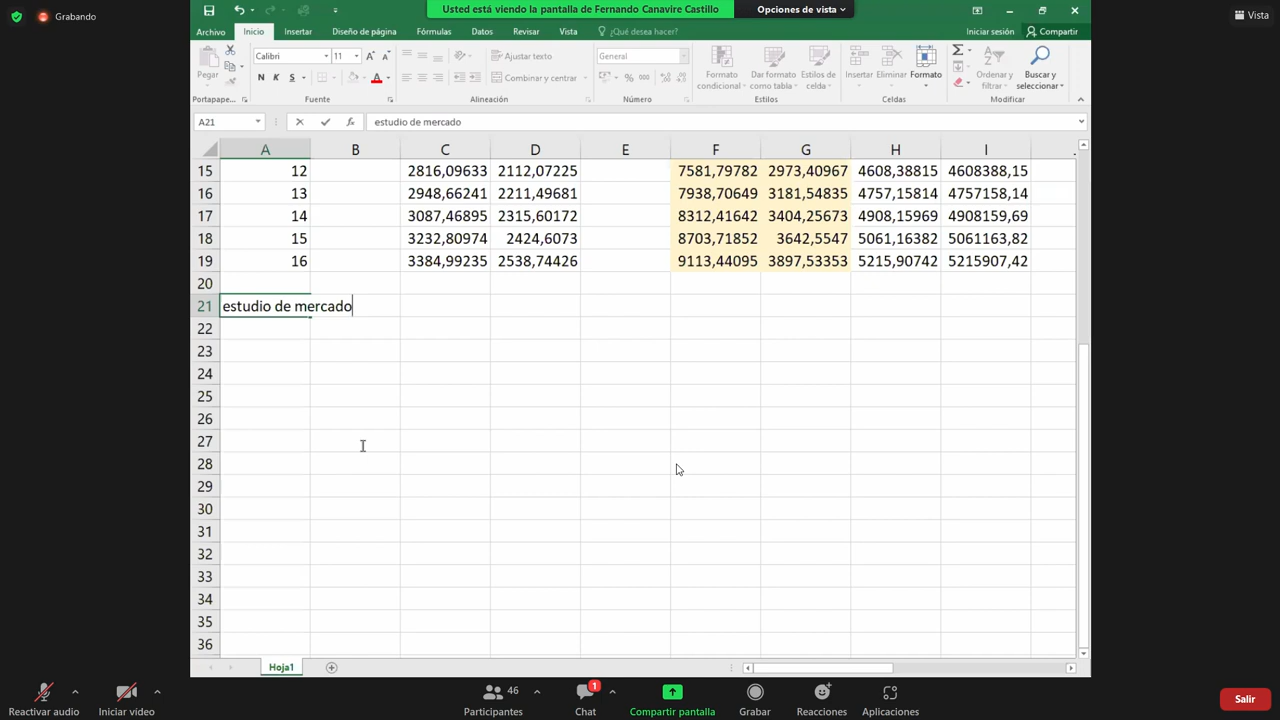 Grabando
Usted está viendo la pantalla de Fernando Canavire Castillo
Opciones de vista
Vista
Archivo Inicio Insertar Diseño de página Fórmulas Datos Revisar Vista ¿Qué desea hacer? Iniciar sesión Compartir
Pegar
Calibri 11
N K S
Ajustar texto
Combinar y centrar
General
% 000
Formato condicional
Dar formato como tabla
Estilos de celda
Insertar Eliminar Formato
Ordenar y filtrar
Buscar y seleccionar
Portapape... Fuente Alineación Número Estilos Celdas Modificar
A21 fx estudio de mercado
A B C D E F G H I
15 12 2816,09633 2112,07225 7581,79782 2973,40967 4608,38815 4608388,15
16 13 2948,66241 2211,49681 7938,70649 3181,54835 4757,15814 4757158,14
17 14 3087,46895 2315,60172 8312,41642 3404,25673 4908,15969 4908159,69
18 15 3232,80974 2424,6073 8703,71852 3642,5547 5061,16382 5061163,82
19 16 3384,99235 2538,74426 9113,44095 3897,53353 5215,90742 5215907,42
20
21 estudio de mercado
22
23
24
25
26
27
28
29
30
31
32
33
34
35
36
Hoja1
Reactivar audio Iniciar video 46 Participantes 1 Chat Compartir pantalla Grabar Reacciones Aplicaciones Salir